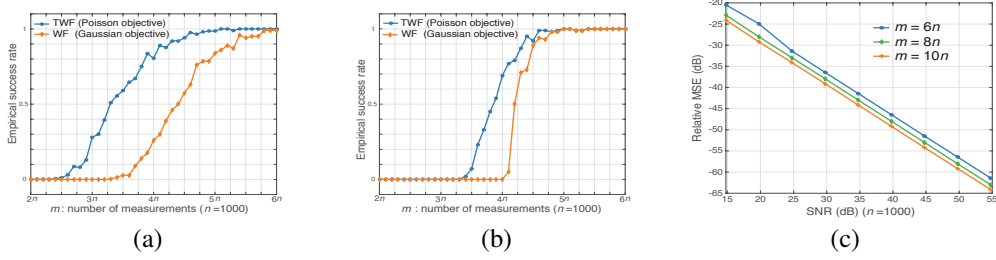 TWF (Poisson objective)
WF (Gaussian objective)
Empirical success rate
1
0.5
0
2n 3n 4n 5n 6n
m : number of measurements (n=1000)
(a)
TWF (Poisson objective)
WF (Gaussian objective)
Empirical success rate
1
0.5
0
2n 3n 4n 5n 6n
m : number of measurements (n=1000)
(b)
m = 6n
m = 8n
m = 10n
Relative MSE (dB)
-20
-25
-30
-35
-40
-45
-50
-55
-60
-65
15 20 25 30 35 40 45 50 55
SNR (dB) (n=1000)
(c)